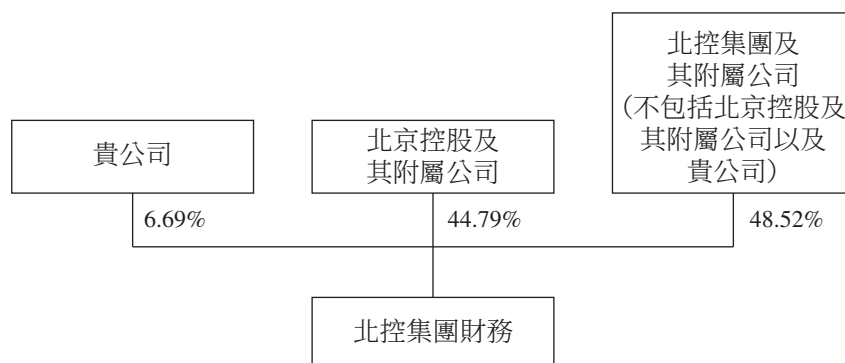 貴公司
北京控股及
其附屬公司
北控集團及
其附屬公司
(不包括北京控股及
其附屬公司以及
貴公司)
6.69%
44.79%
48.52%
北控集團財務